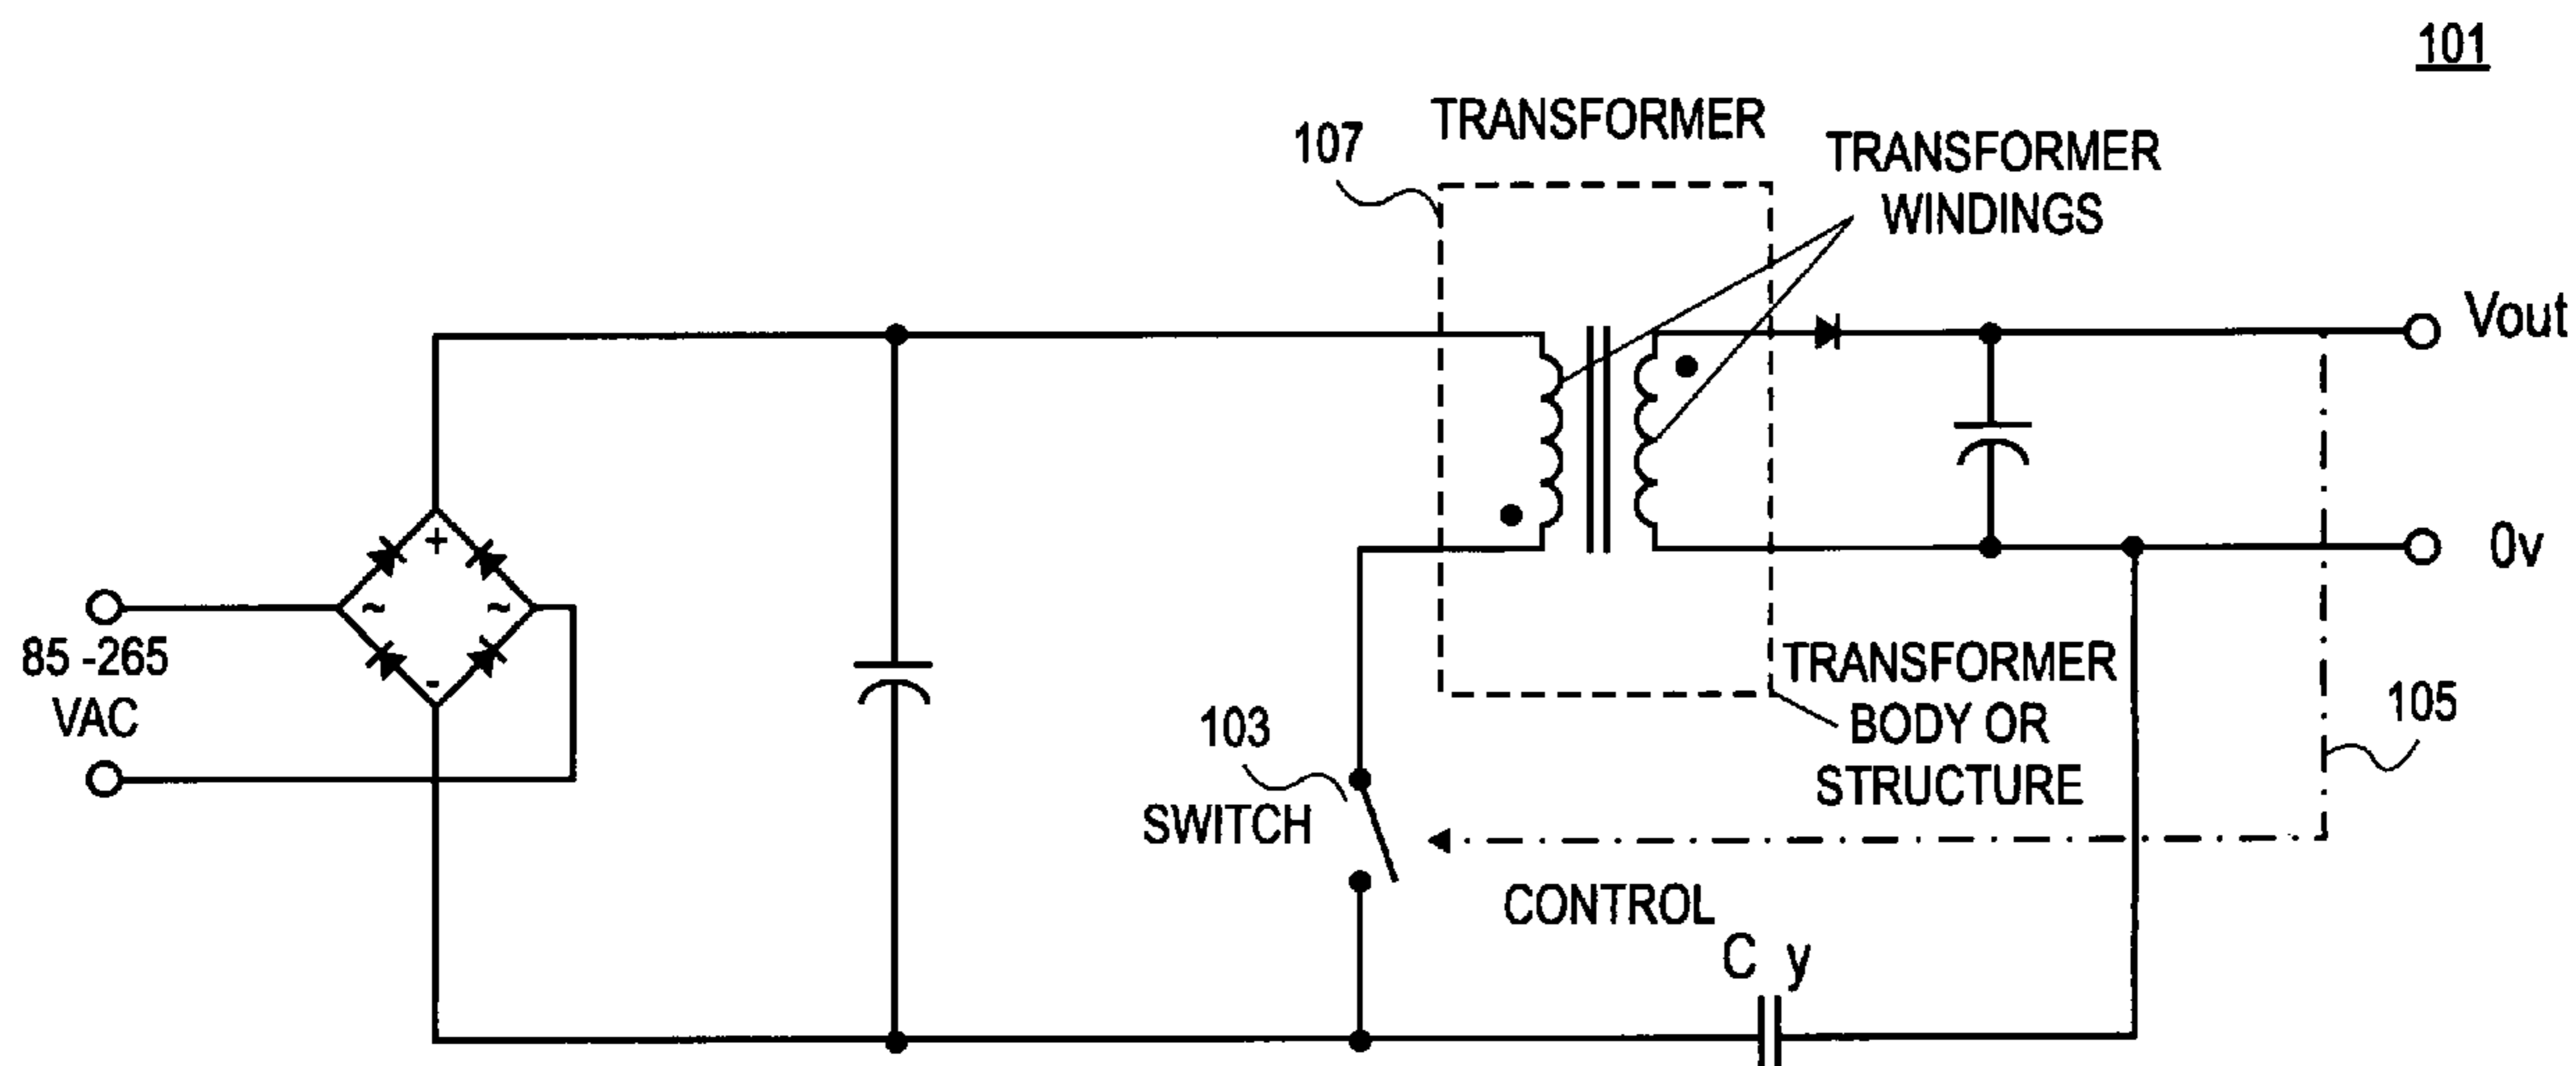 101
107
TRANSFORMER
TRANSFORMER
WINDINGS
Vout
+
~ ~
-
85 -265
VAC
0v
TRANSFORMER
BODY OR
STRUCTURE
103
SWITCH
105
CONTROL
C y